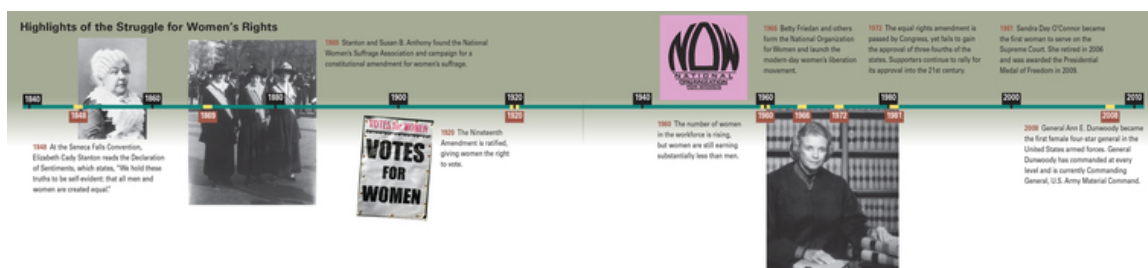 Highlights of the Struggle for Women's Rights
1848 At the Seneca Falls Convention,
Elizabeth Cady Stanton reads the Declaration
of Sentiments, which states, "We hold these
truths to be self-evident: that all men and
women are created equal."
1869 Stanton and Susan B. Anthony found the National
Women's Suffrage Association and campaign for a
constitutional amendment for women's suffrage.
VOTES for WOMEN
VOTES
FOR
WOMEN
1920 The Nineteenth
Amendment is ratified,
giving women the right
to vote.
NOW
NATIONAL
ORGANIZATION
FOR WOMEN
1960 The number of women
in the workforce is rising,
but women are still earning
substantially less than men.
1966 Betty Friedan and others
form the National Organization
for Women and launch the
modern-day women's liberation
movement.
1972 The equal rights amendment is
passed by Congress, yet fails to gain
the approval of three-fourths of the
states. Supporters continue to rally for
its approval into the 21st century.
1981 Sandra Day O'Connor became
the first woman to serve on the
Supreme Court. She retired in 2006
and was awarded the Presidential
Medal of Freedom in 2009.
2008 General Ann E. Dunwoody became
the first female four-star general in the
United States armed forces. General
Dunwoody has commanded at every
level and is currently Commanding
General, U.S. Army Material Command.
1840 1860 1880 1900 1920 1940 1960 1980 2000 2010
1848 1869 1920 1960 1966 1972 1981 2008